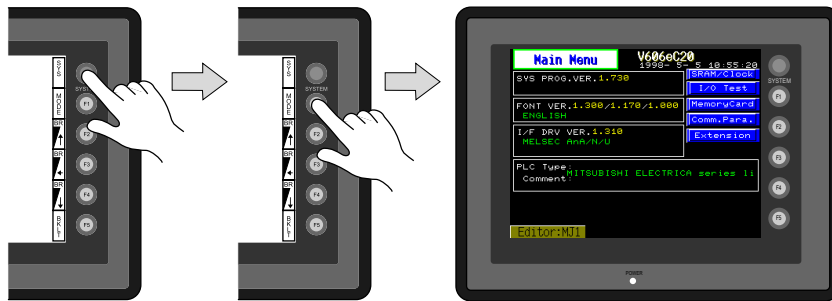 SYS
MODE
BR
BR
BR
BKLT
SYSTEM
F1
F2
F3
F4
F5
SYS
MODE
BR
BR
BR
BKLT
SYSTEM
F2
F3
F4
F5
Main Menu
V606eC20
1998- 5- 5 10:55:20
SYS PROG.VER.1.730
SRAM/Clock
I/O Test
FONT VER.1.300/1.170/1.000
ENGLISH
MemoryCard
Comm.Para.
I/F DRV VER.1.310
MELSEC AnA/N/U
Extension
PLC Type:
MITSUBISHI ELECTRICA series li
Comment:
Editor:MJ1
SYSTEM
F1
F2
F3
F4
F5
POWER